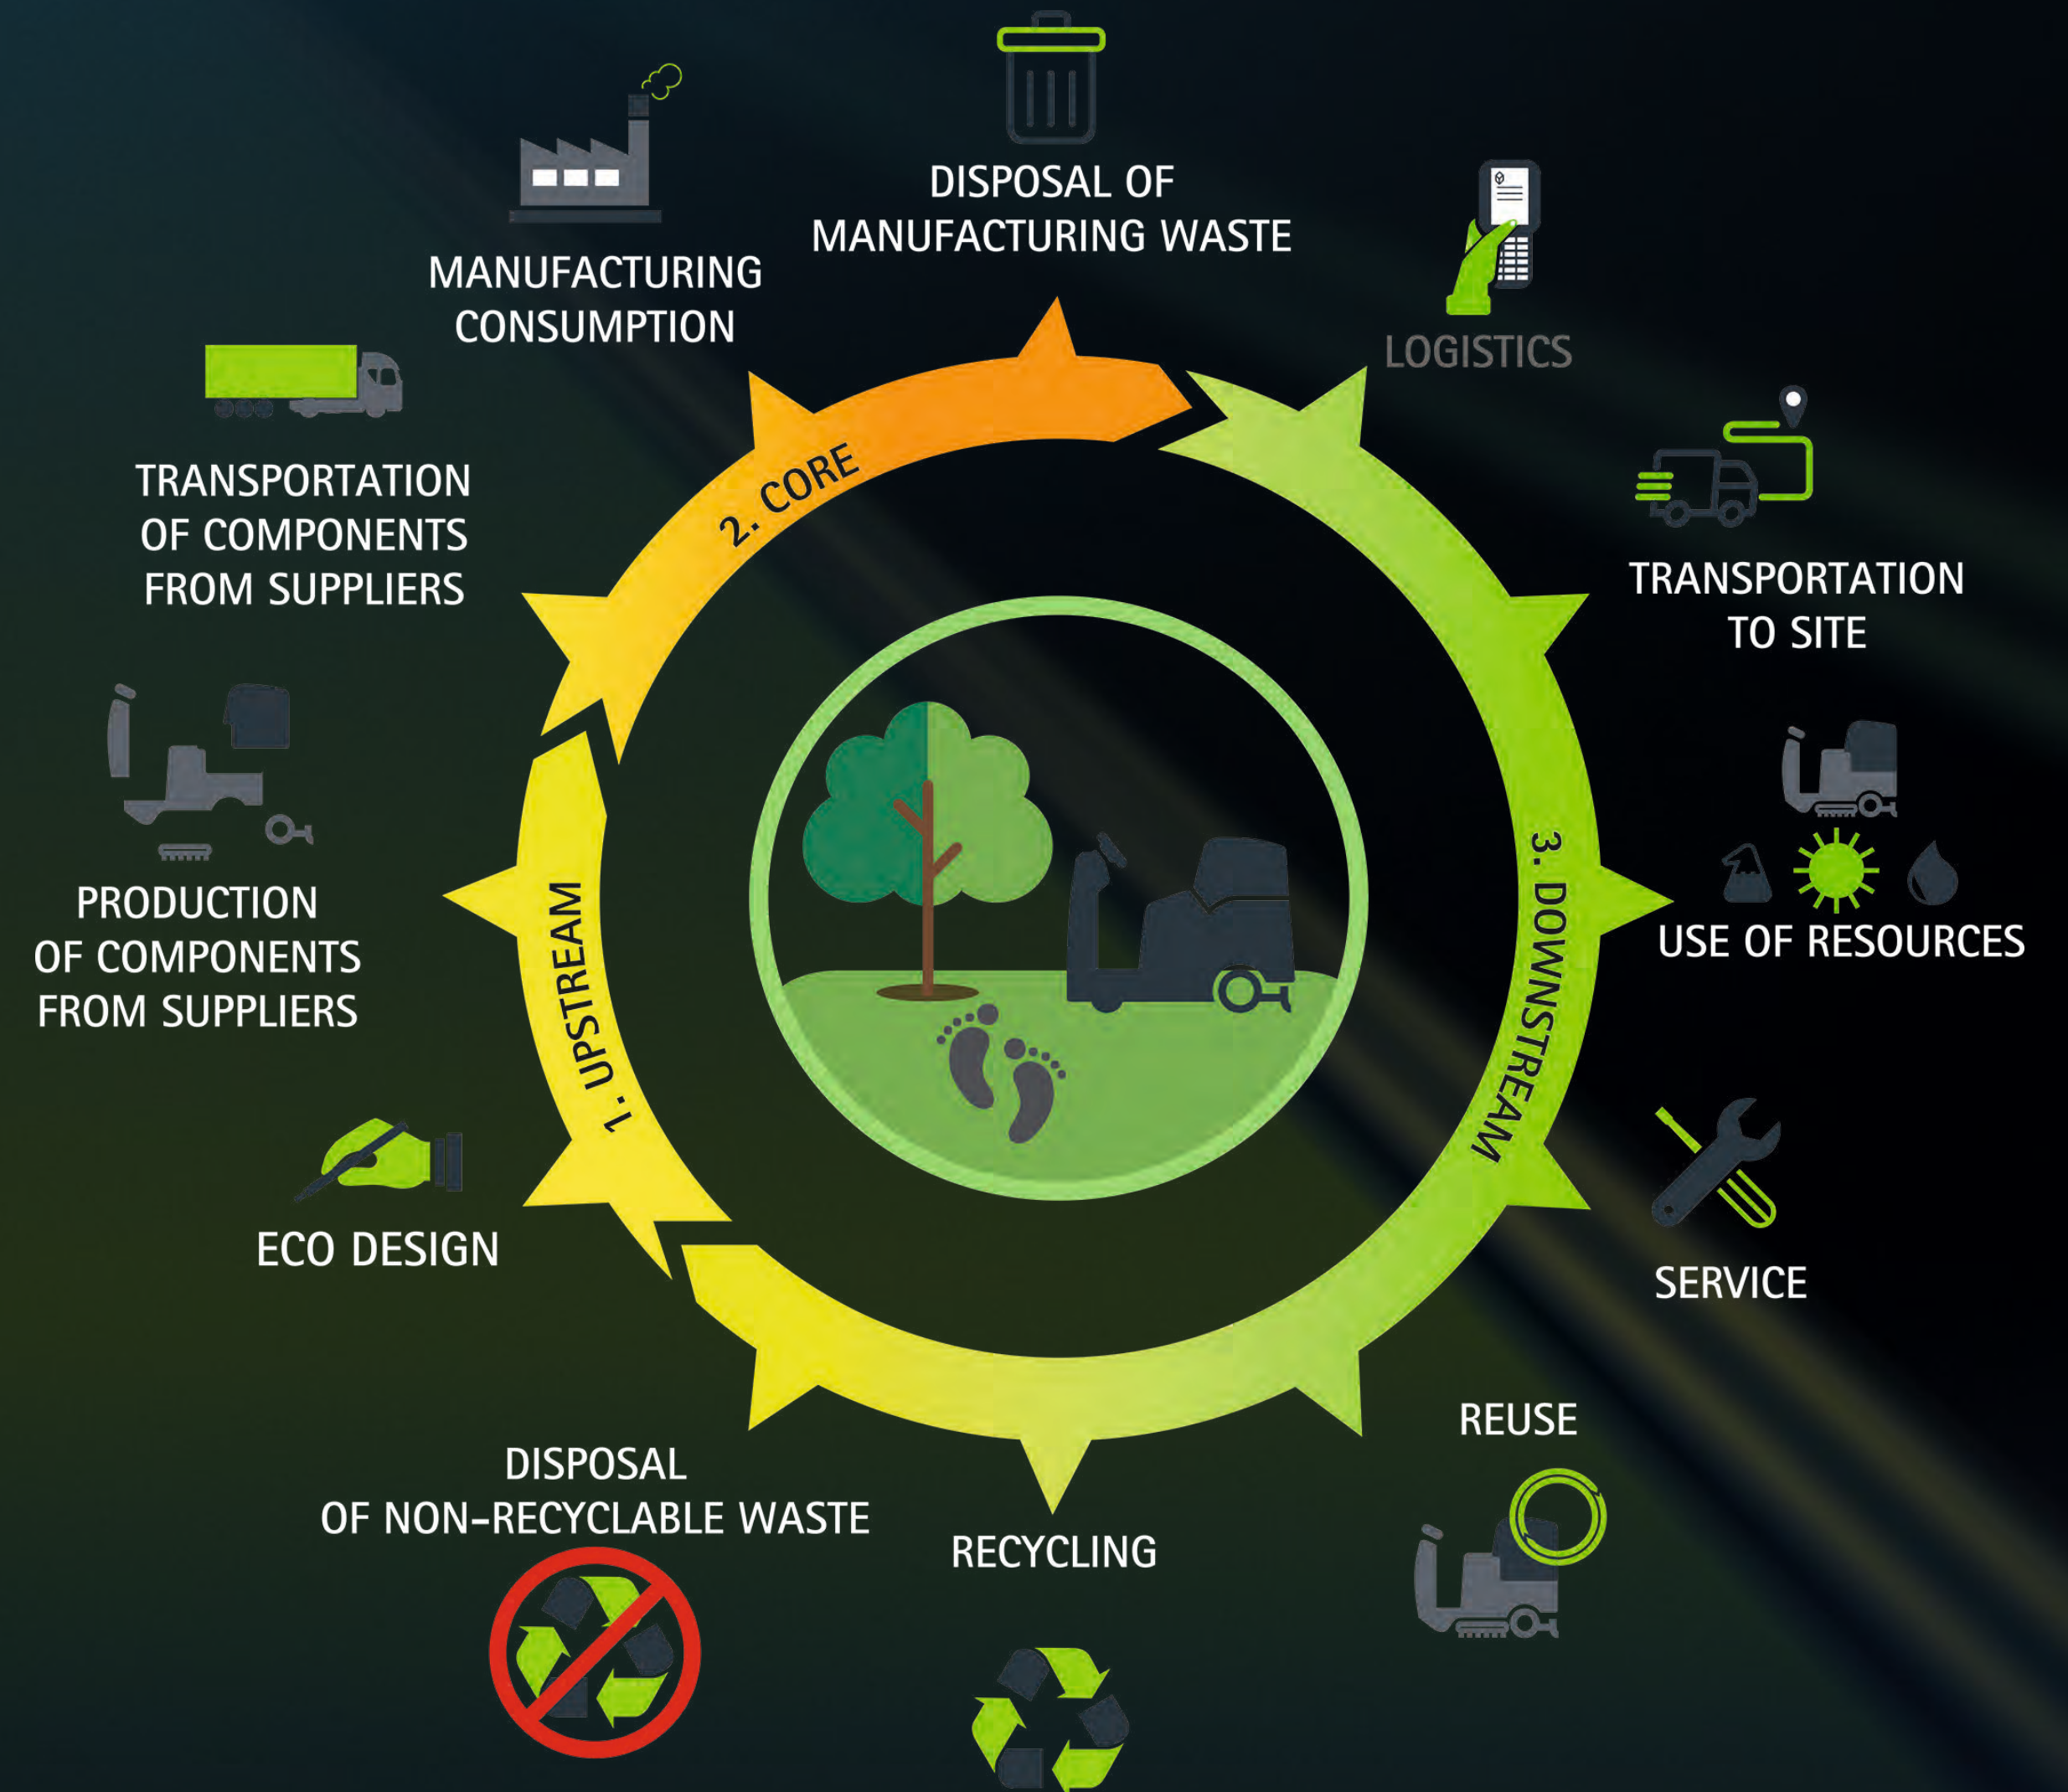 DISPOSAL OF
MANUFACTURING WASTE
MANUFACTURING
CONSUMPTION
LOGISTICS
TRANSPORTATION
OF COMPONENTS
FROM SUPPLIERS
2. CORE
TRANSPORTATION
TO SITE
PRODUCTION
OF COMPONENTS
FROM SUPPLIERS
1. UPSTREAM
3. DOWNSTREAM
USE OF RESOURCES
ECO DESIGN
SERVICE
REUSE
DISPOSAL
OF NON-RECYCLABLE WASTE
RECYCLING